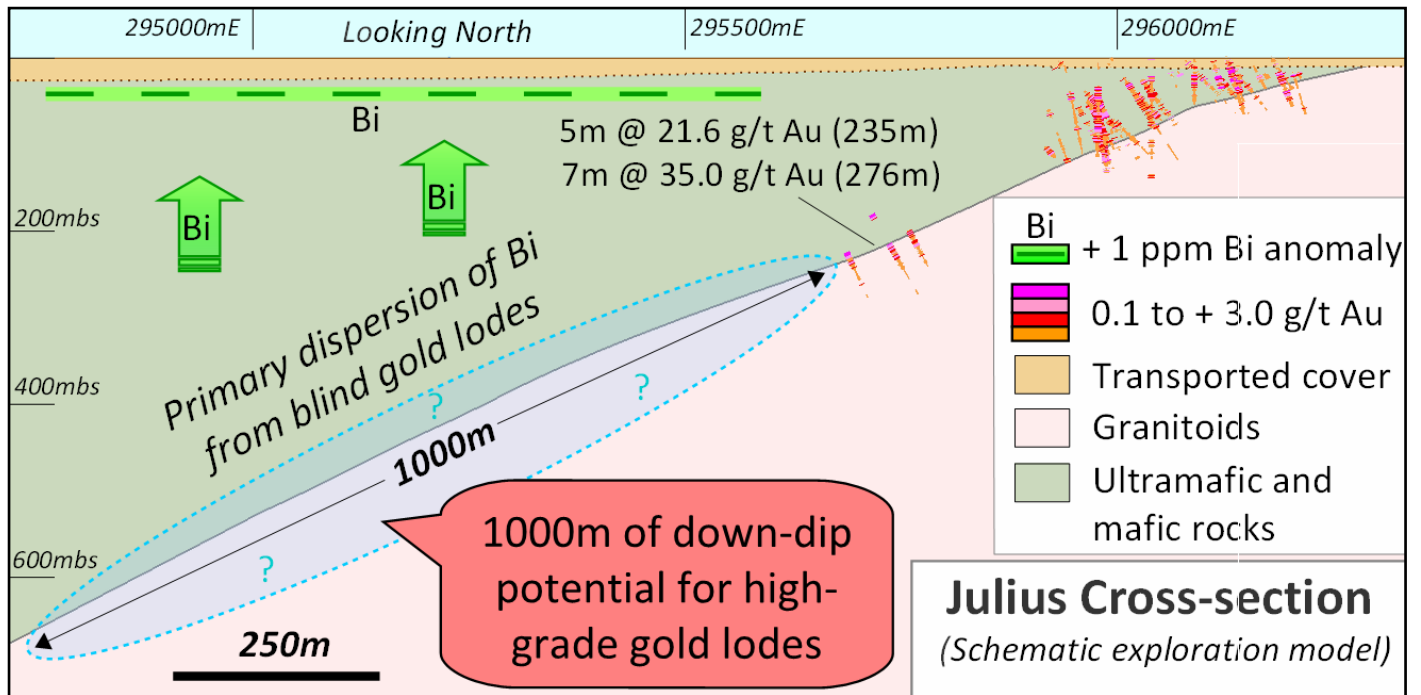 295000mE
Looking North
295500mE
296000mE
Bi
5m @ 21.6 g/t Au (235m)
7m @ 35.0 g/t Au (276m)
Bi
Bi
200mbs
Primary dispersion of Bi
from blind gold lodes
400mbs
?
?
1000m
?
600mbs
250m
1000m of down-dip
potential for high-
grade gold lodes
Bi
+ 1 ppm Bi anomaly
0.1 to + 3.0 g/t Au
Transported cover
Granitoids
Ultramafic and
mafic rocks
Julius Cross-section
(Schematic exploration model)